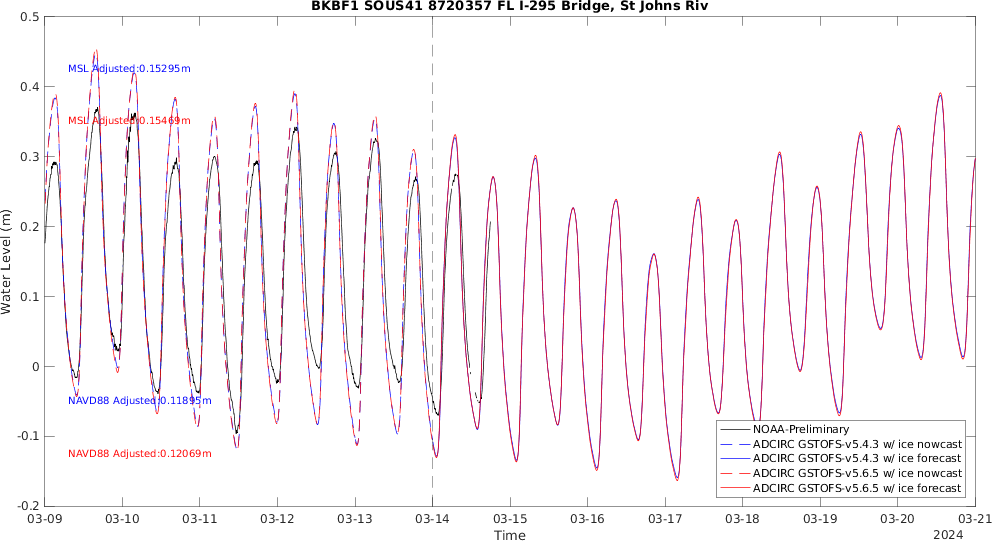 BKBF1 SOUS41 8720357 FL I-295 Bridge, St Johns Riv
0.5
0.4
0.3
0.2
0.1
0
-0.1
-0.2
Water Level (m)
MSL Adjusted:0.15295m
MSL Adjusted:0.15469m
NAVD88 Adjusted:0.11895m
NAVD88 Adjusted:0.12069m
NOAA-Preliminary
ADCIRC GSTOFS-v5.4.3 w/ ice nowcast
ADCIRC GSTOFS-v5.4.3 w/ ice forecast
ADCIRC GSTOFS-v5.6.5 w/ ice nowcast
ADCIRC GSTOFS-v5.6.5 w/ ice forecast
03-09 03-10 03-11 03-12 03-13 03-14 03-15 03-16 03-17 03-18 03-19 03-20 03-21
Time
2024